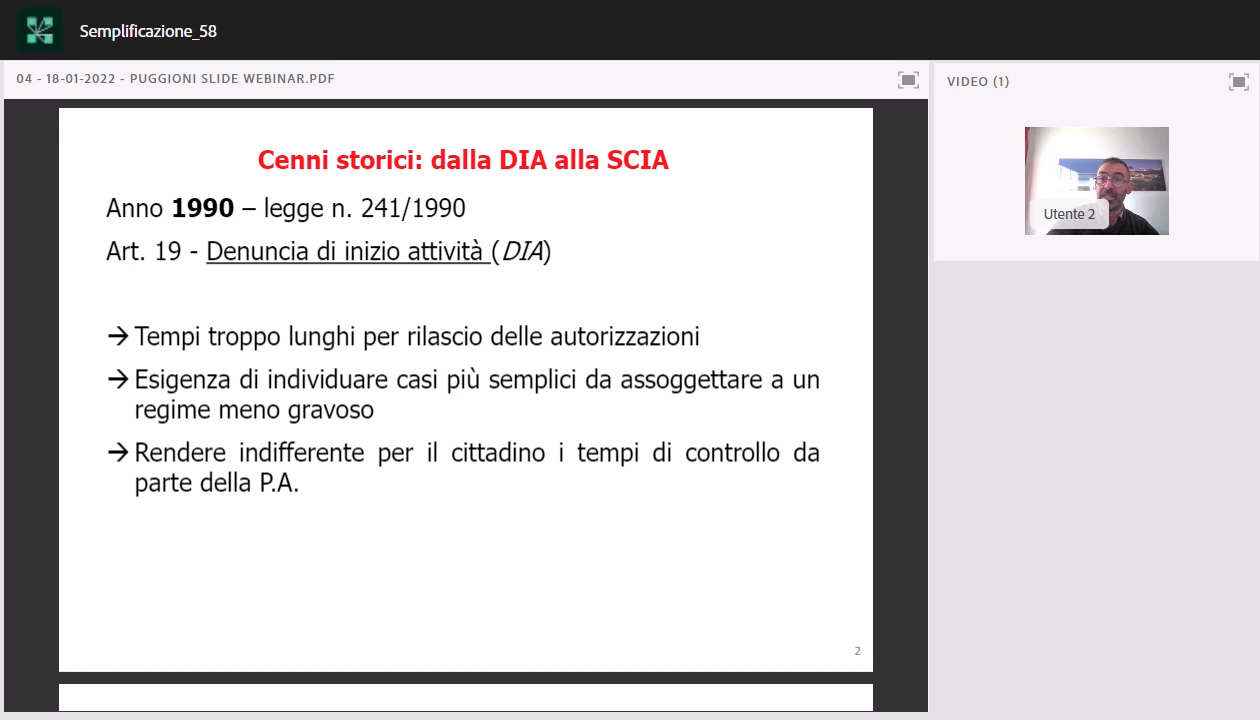 Semplificazione_58
04 - 18-01-2022 - PUGGIONI SLIDE WEBINAR.PDF
VIDEO (1)
Utente 2
Cenni storici: dalla DIA alla SCIA
Anno 1990 – legge n. 241/1990
Art. 19 - Denuncia di inizio attività (DIA)
→ Tempi troppo lunghi per rilascio delle autorizzazioni
→ Esigenza di individuare casi più semplici da assoggettare a un
regime meno gravoso
→ Rendere indifferente per il cittadino i tempi di controllo da
parte della P.A.
2